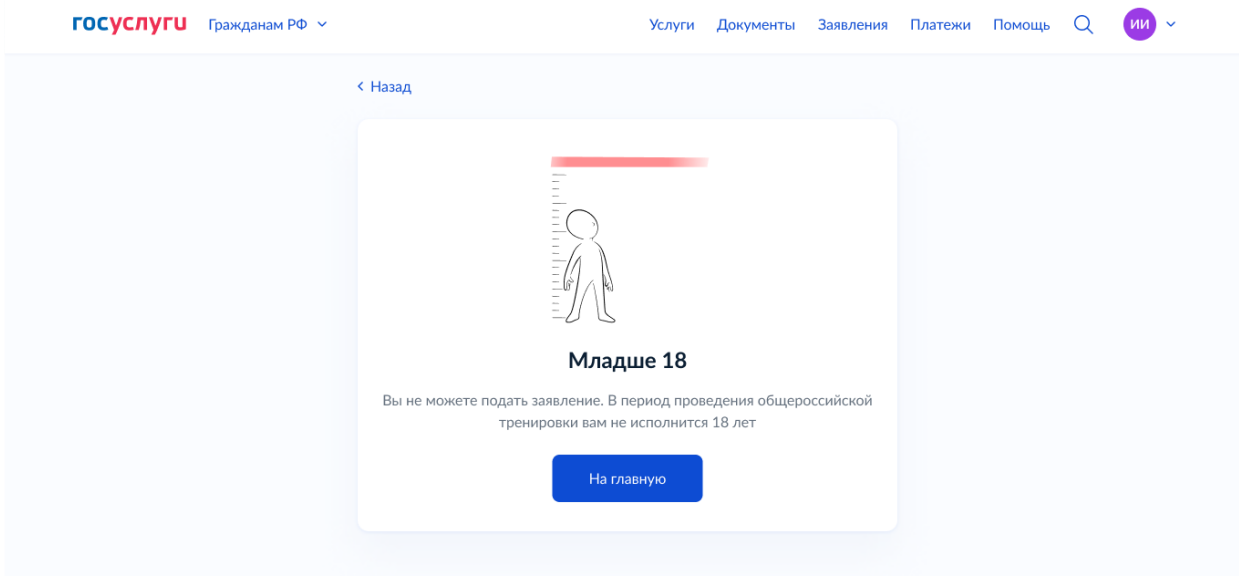 госуслуги Гражданам РФ Услуги Документы Заявления Платежи Помощь ИИ
Назад
Младше 18
Вы не можете подать заявление. В период проведения общероссийской
тренировки вам не исполнится 18 лет
На главную